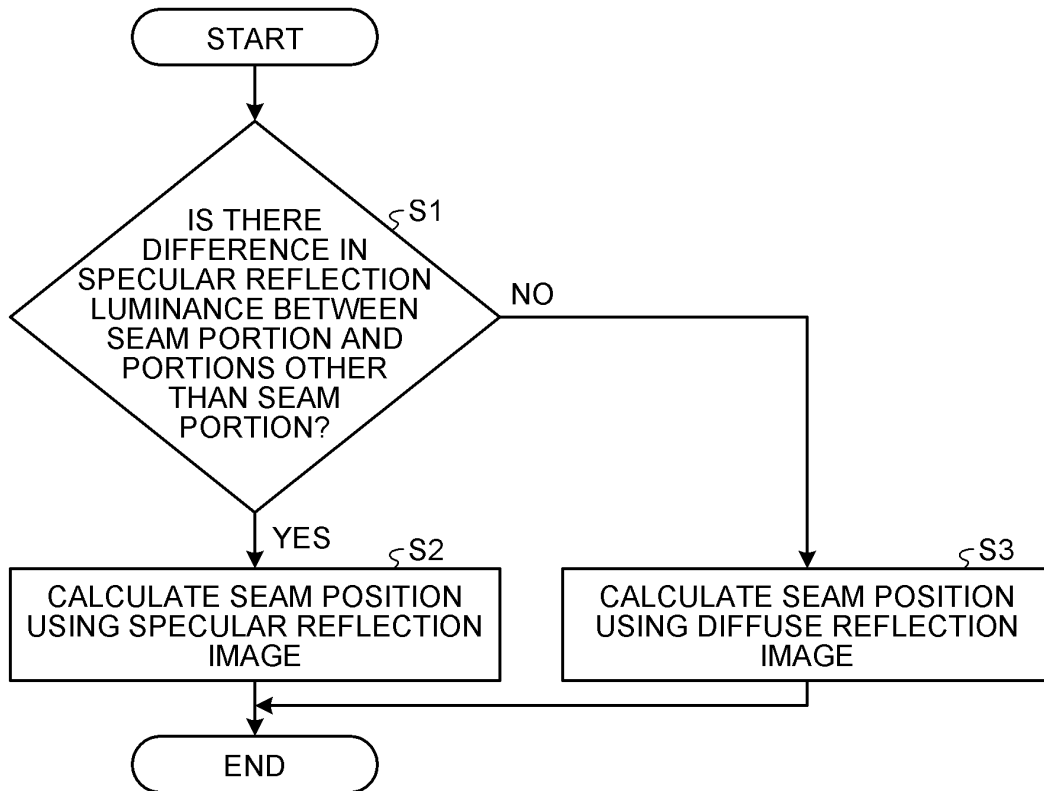 START
S1
IS THERE
DIFFERENCE IN
SPECULAR REFLECTION
LUMINANCE BETWEEN
SEAM PORTION AND
PORTIONS OTHER
THAN SEAM
PORTION?
NO
YES
S2
CALCULATE SEAM POSITION
USING SPECULAR REFLECTION
IMAGE
S3
CALCULATE SEAM POSITION
USING DIFFUSE REFLECTION
IMAGE
END